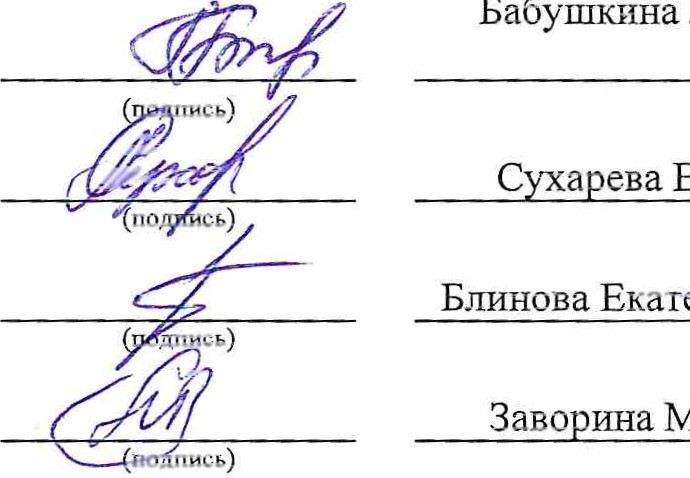 Бабушкина
(подпись)
Сухарева Е
(подпись)
Блинова Екате
(подпись)
Заворина М
(подпись)